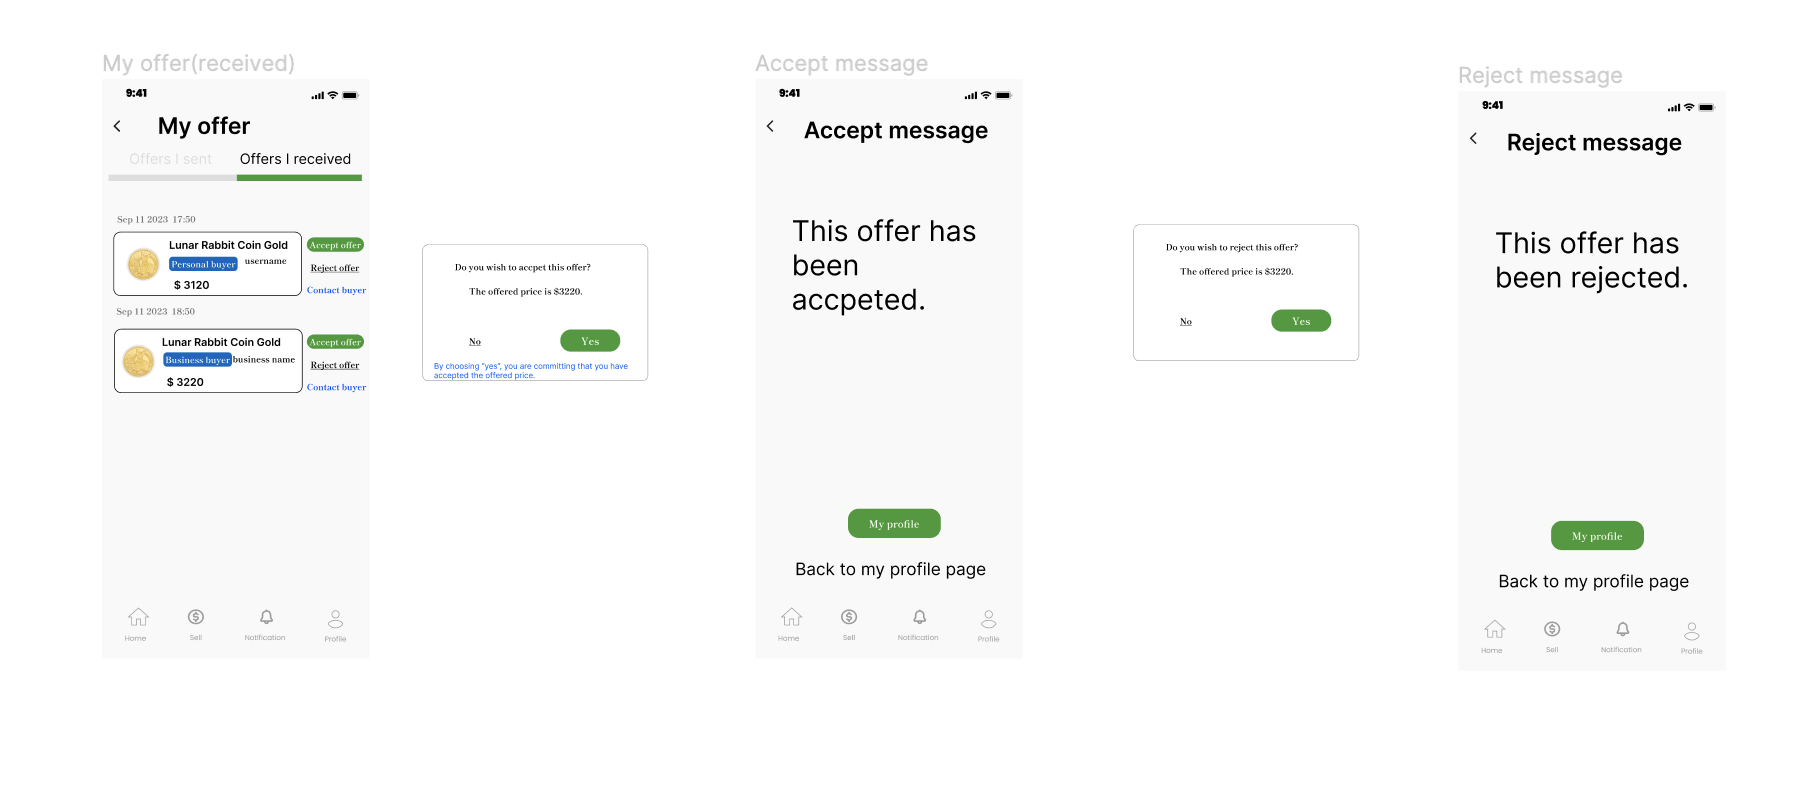 My offer(received)
9:41
My offer
Offers I sent
Offers I received
Sep 11 2023  17:50
Lunar Rabbit Coin Gold
Personal buyer
username
$ 3120
Accept offer
Reject offer
Contact buyer
Sep 11 2023  18:50
Lunar Rabbit Coin Gold
Business buyer
business name
$ 3220
Accept offer
Reject offer
Contact buyer
Home
Sell
Notification
Profile
Do you wish to accpet this offer?
The offered price is $3220.
No
Yes
By choosing "yes", you are committing that you have
accepted the offered price.
Accept message
9:41
Accept message
This offer has
been
accpeted.
My profile
Back to my profile page
Home
Sell
Notification
Profile
Do you wish to reject this offer?
The offered price is $3220.
No
Yes
Reject message
9:41
Reject message
This offer has
been rejected.
My profile
Back to my profile page
Home
Sell
Notification
Profile